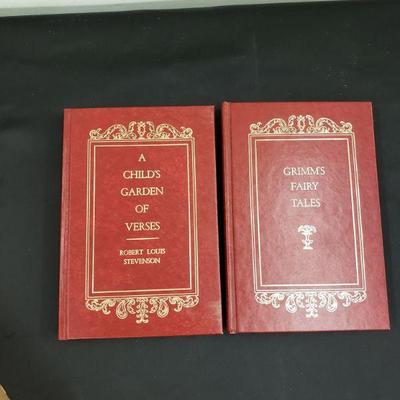 A
CHILD'S
GARDEN
OF
VERSES
ROBERT LOUIS
STEVENSON
GRIMM'S
FAIRY
TALES